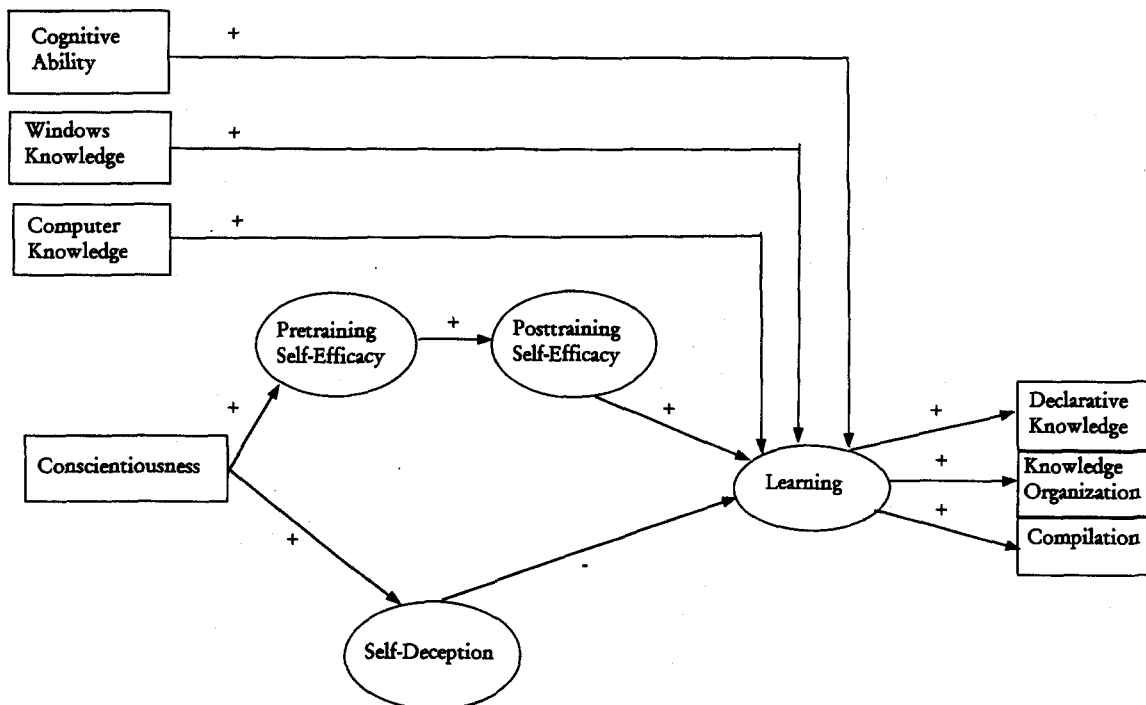 Cognitive
Ability
+
Windows
Knowledge
+
Computer
Knowledge
+
Pretraining
Self-Efficacy
+
Posttraining
Self-Efficacy
+
+
Conscientiousness
+
Learning
+
Declarative
Knowledge
+
Knowledge
Organization
+
Compilation
-
Self-Deception